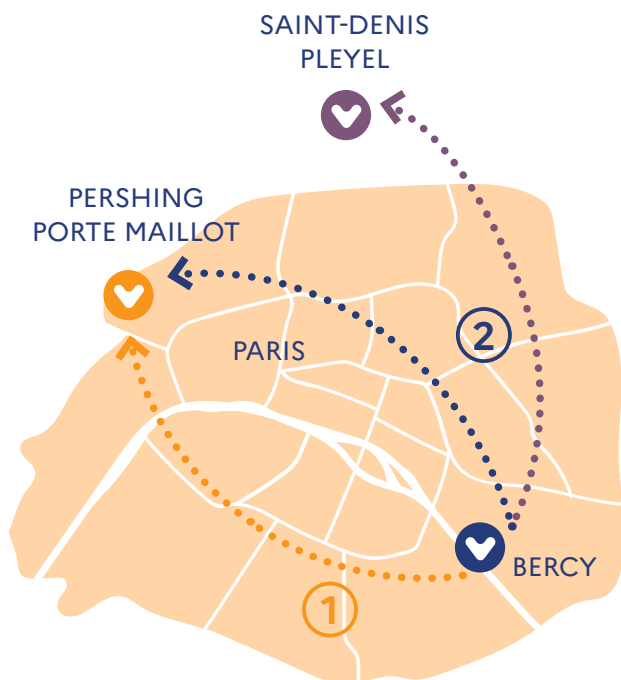 SAINT-DENIS
PLEYEL
PERSHING
PORTE MAILLOT
2
PARIS
BERCY
1